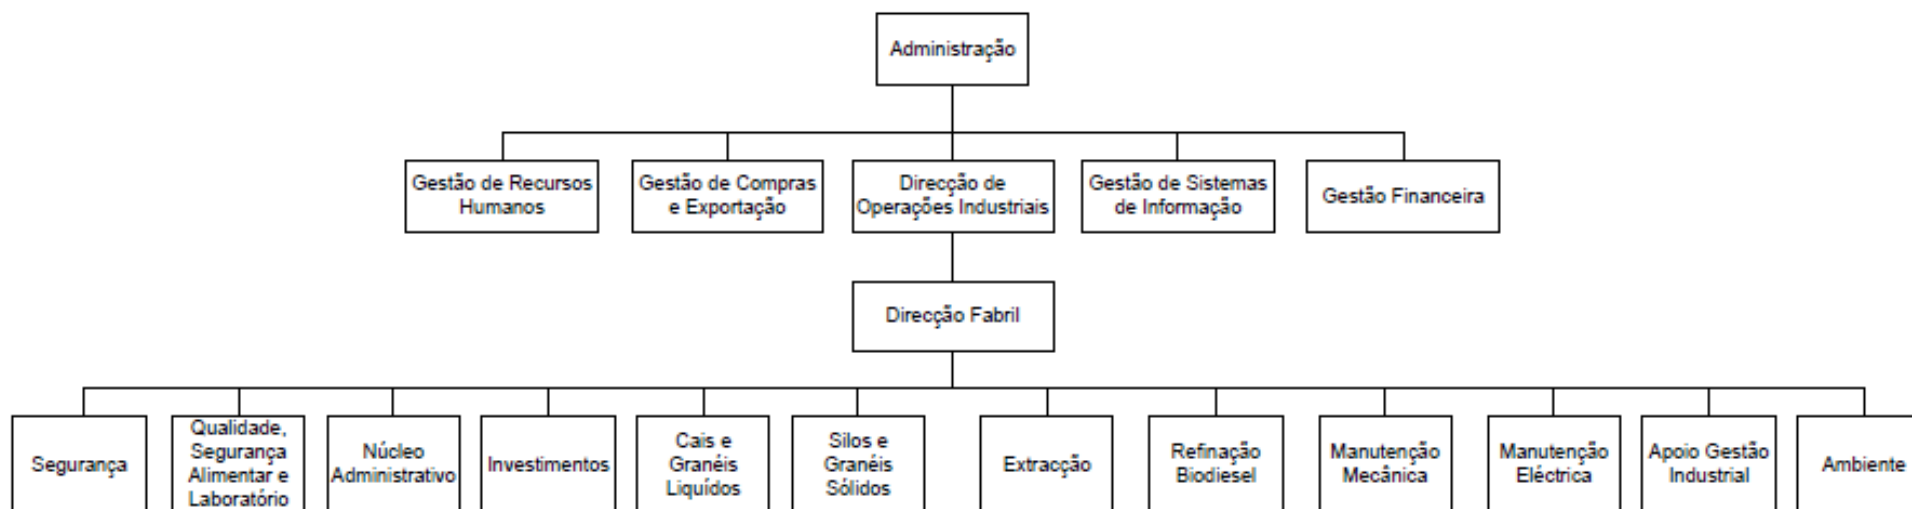 Administração
Gestão de Recursos
Humanos
Gestão de Compras
e Exportação
Direcção de
Operações Industriais
Gestão de Sistemas
de Informação
Gestão Financeira
Direcção Fabril
Segurança
Qualidade,
Segurança
Alimentar e
Laboratório
Núcleo
Administrativo
Investimentos
Cais e
Granéis
Liquídos
Silos e
Granéis
Sólidos
Extracção
Refinação
Biodiesel
Manutenção
Mecânica
Manutenção
Eléctrica
Apoio Gestão
Industrial
Ambiente